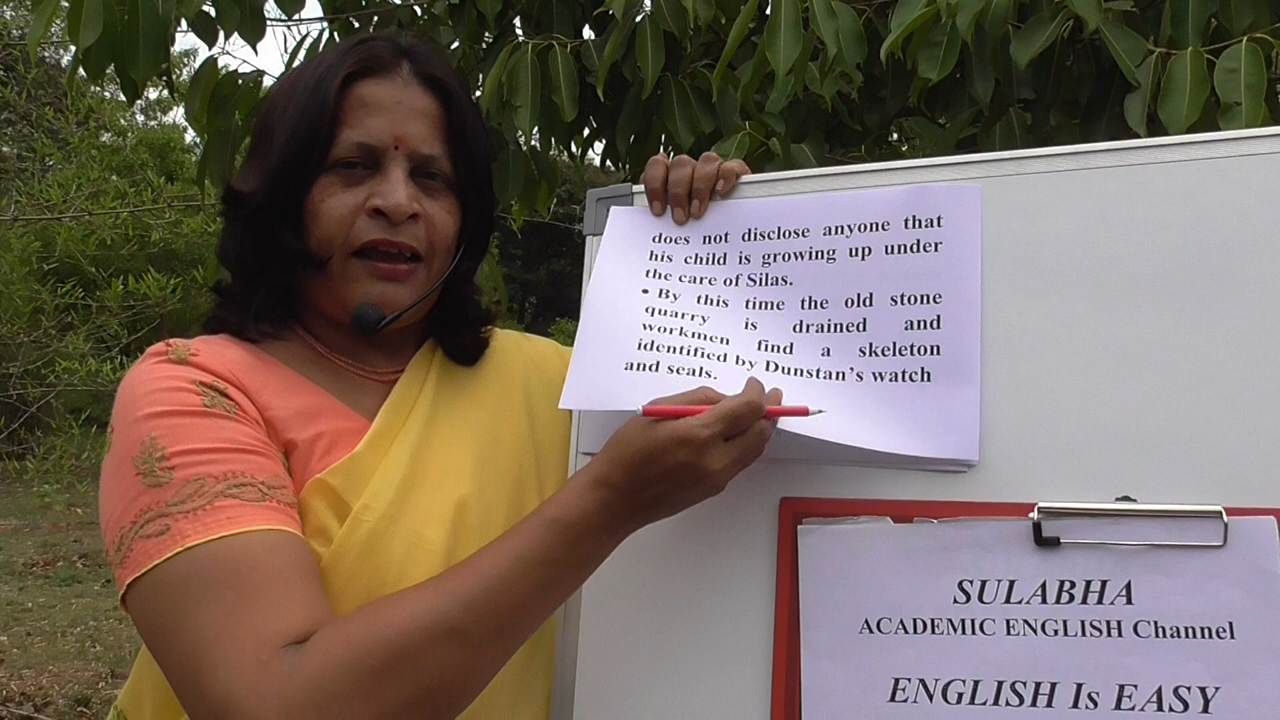 does not disclose anyone that
his child is growing up under
the care of Silas.
• By this time the old stone
quarry is drained and
workmen find a skeleton
identified by Dunstan's watch
and seals.
SULABHA
ACADEMIC ENGLISH Channel
ENGLISH Is EASY